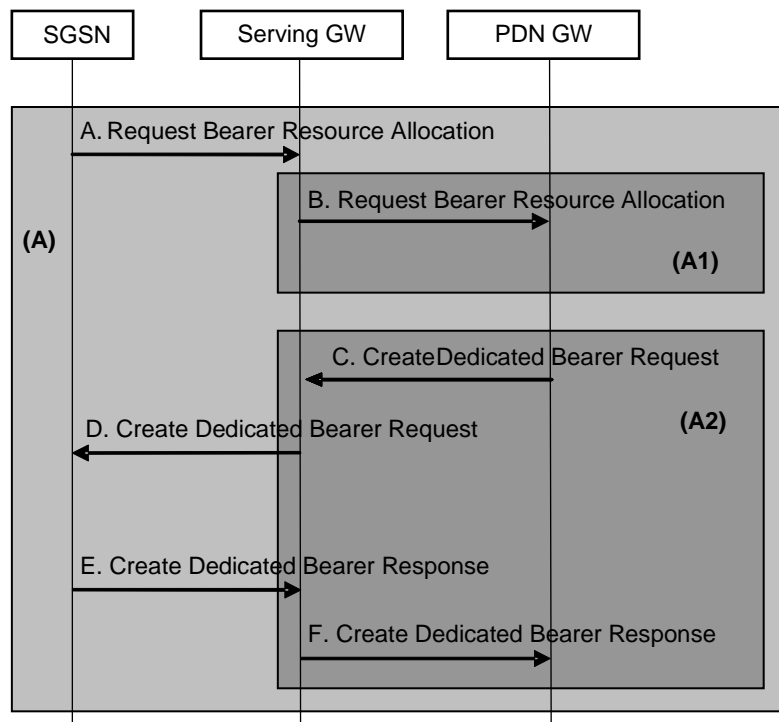 SGSN
Serving GW
PDN GW
A. Request Bearer Resource Allocation
B. Request Bearer Resource Allocation
(A)
(A1)
C. CreateDedicated Bearer Request
(A2)
D. Create Dedicated Bearer Request
E. Create Dedicated Bearer Response
F. Create Dedicated Bearer Response